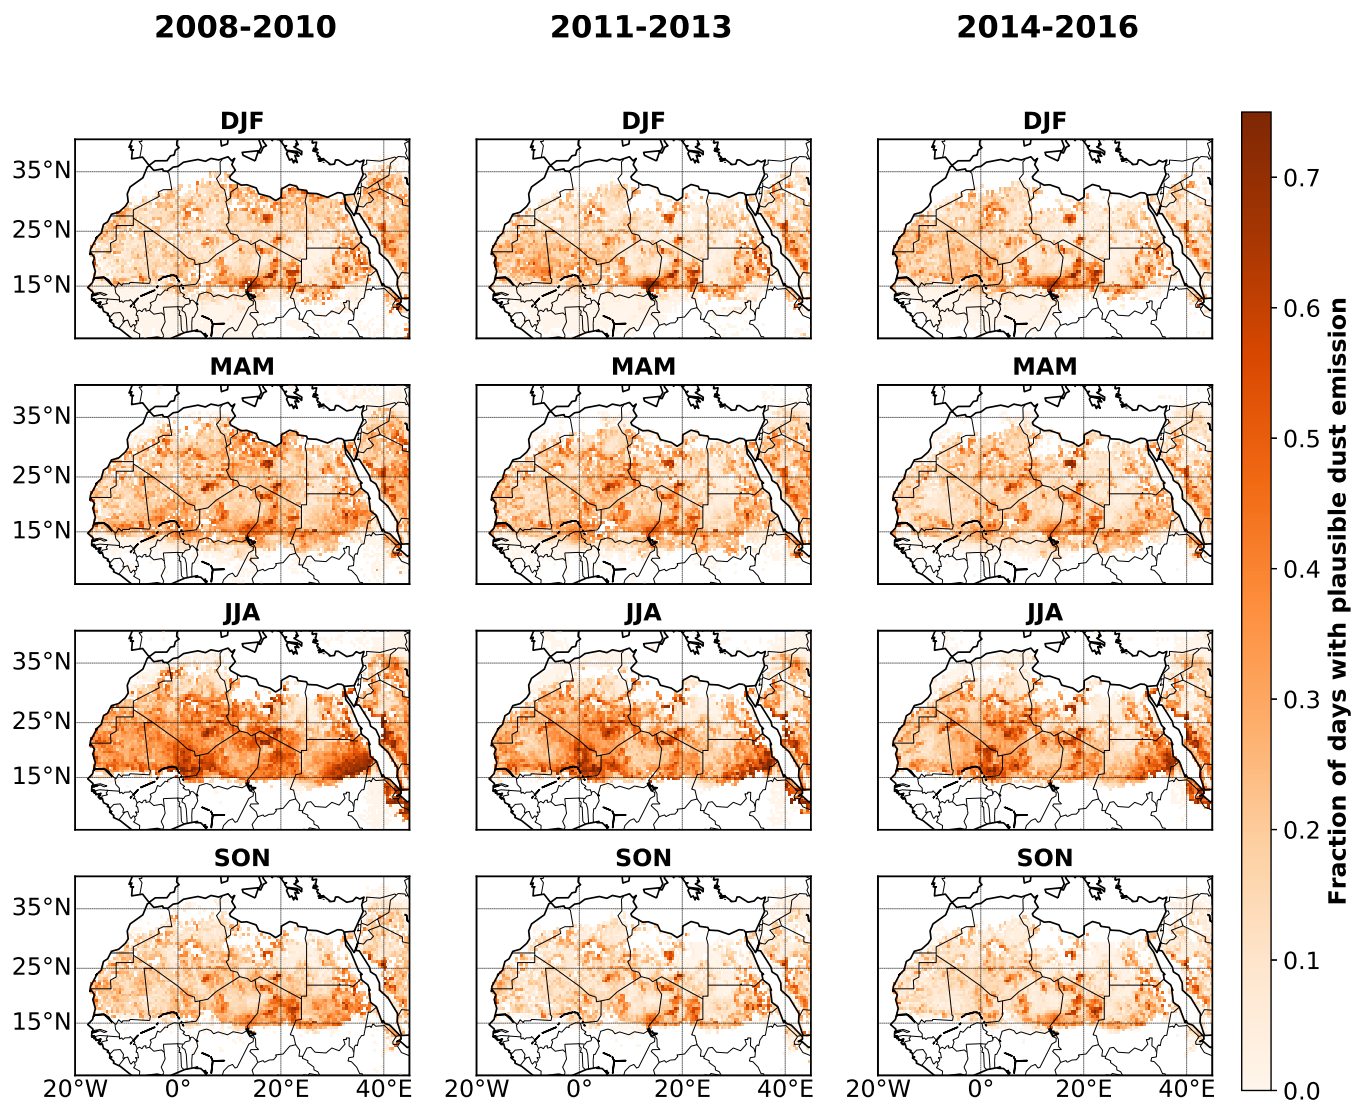 2008-2010 2011-2013 2014-2016
DJF DJF DJF
35°N
25°N
15°N
MAM MAM MAM
35°N
25°N
15°N
JJA JJA JJA
35°N
25°N
15°N
SON SON SON
35°N
25°N
15°N
20°W 0° 20°E 40°E 20°W 0° 20°E 40°E 20°W 0° 20°E 40°E
0.7
0.6
0.5
0.4
0.3
0.2
0.1
0.0
Fraction of days with plausible dust emission